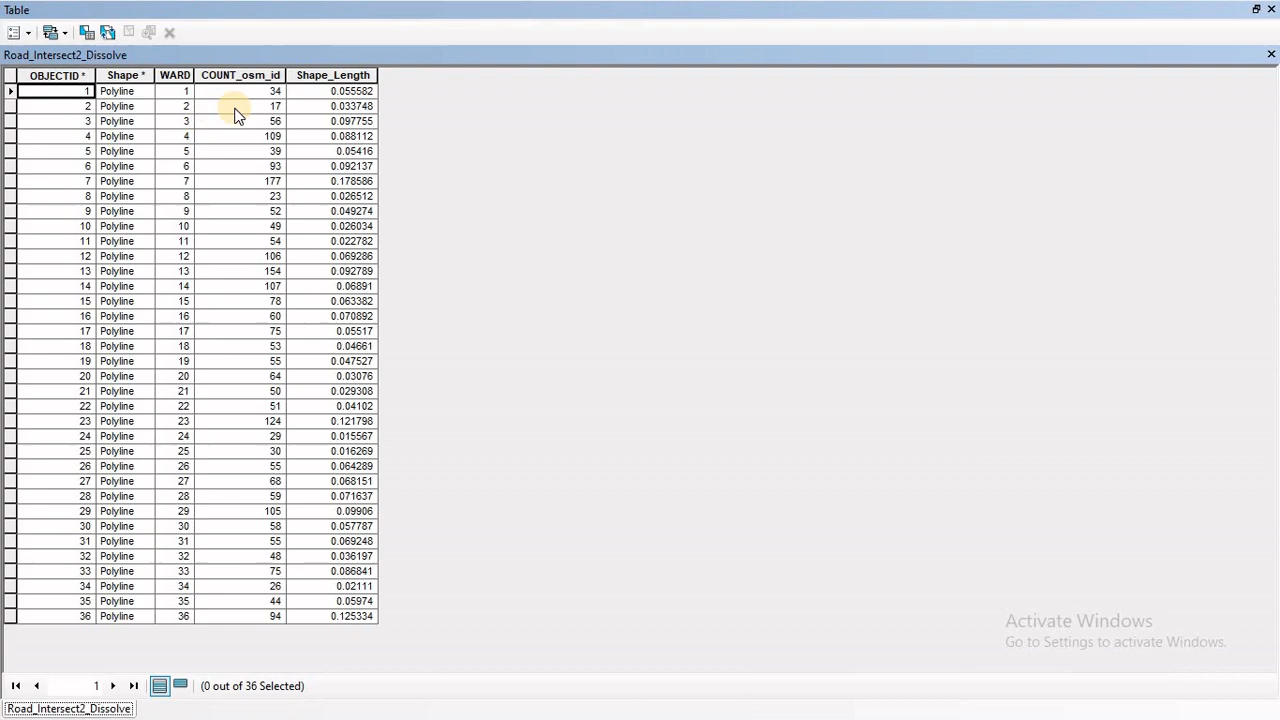 Table
Road_Intersect2_Dissolve
OBJECTID * Shape * WARD COUNT_osm_id Shape_Length
1 Polyline 1 34 0.055582
2 Polyline 2 17 0.033748
3 Polyline 3 56 0.097755
4 Polyline 4 109 0.088112
5 Polyline 5 39 0.05416
6 Polyline 6 93 0.092137
7 Polyline 7 177 0.178586
8 Polyline 8 23 0.026512
9 Polyline 9 52 0.049274
10 Polyline 10 49 0.026034
11 Polyline 11 54 0.022782
12 Polyline 12 106 0.069286
13 Polyline 13 154 0.092789
14 Polyline 14 107 0.06891
15 Polyline 15 78 0.063382
16 Polyline 16 60 0.070892
17 Polyline 17 75 0.05517
18 Polyline 18 53 0.04661
19 Polyline 19 55 0.047527
20 Polyline 20 64 0.03076
21 Polyline 21 50 0.029308
22 Polyline 22 51 0.04102
23 Polyline 23 124 0.121798
24 Polyline 24 29 0.015567
25 Polyline 25 30 0.016269
26 Polyline 26 55 0.064289
27 Polyline 27 68 0.068151
28 Polyline 28 59 0.071637
29 Polyline 29 105 0.09906
30 Polyline 30 58 0.057787
31 Polyline 31 55 0.069248
32 Polyline 32 48 0.036197
33 Polyline 33 75 0.086841
34 Polyline 34 26 0.02111
35 Polyline 35 44 0.05974
36 Polyline 36 94 0.125334
Activate Windows
Go to Settings to activate Windows.
1 (0 out of 36 Selected)
Road_Intersect2_Dissolve